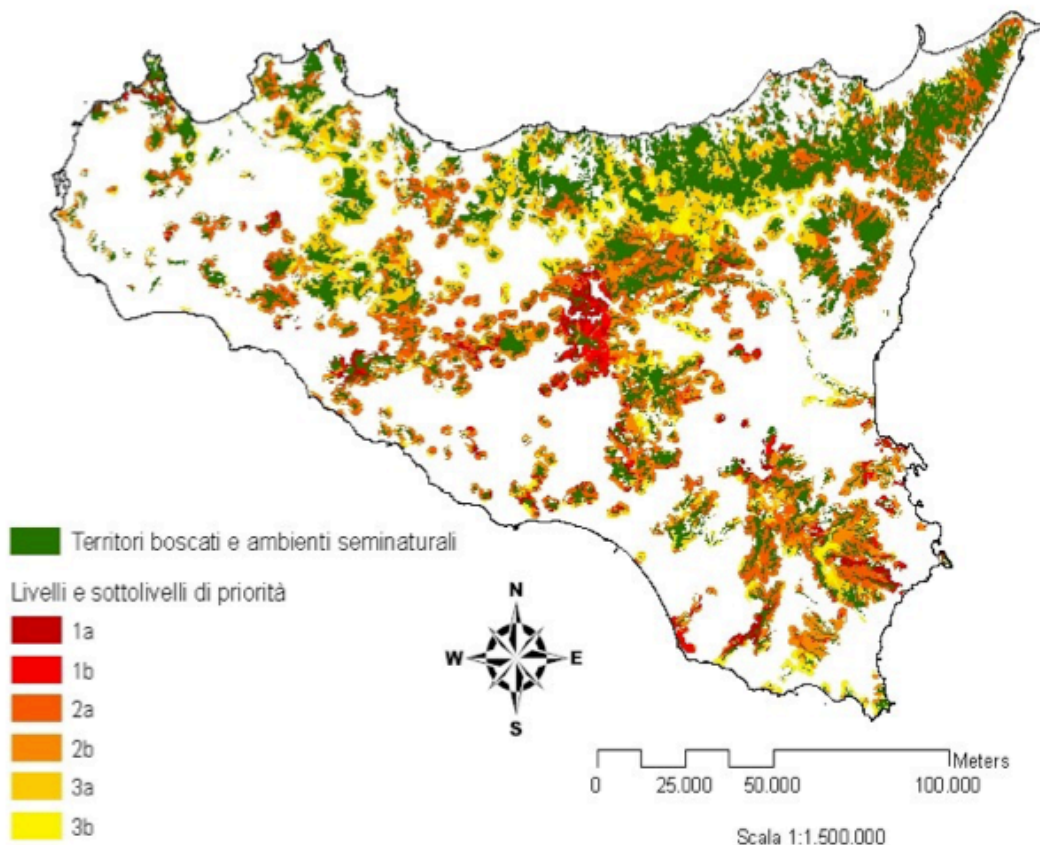 Territori boscati e ambienti seminaturali
Livelli e sottolivelli di priorità
1a
1b
2a
2b
3a
3b
N
W E
S
Meters
0 25.000 50.000 100.000
Scala 1:1.500.000